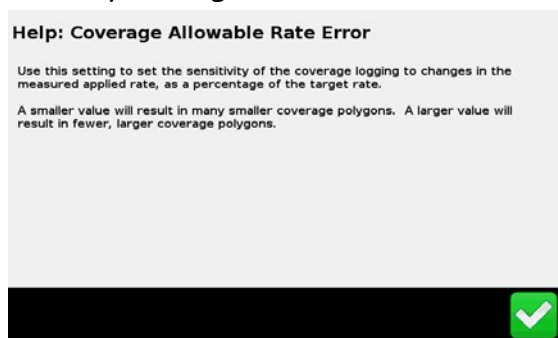 Help: Coverage Allowable Rate Error
Use this setting to set the sensitivity of the coverage logging to changes in the
measured applied rate, as a percentage of the target rate.
A smaller value will result in many smaller coverage polygons. A larger value will
result in fewer, larger coverage polygons.